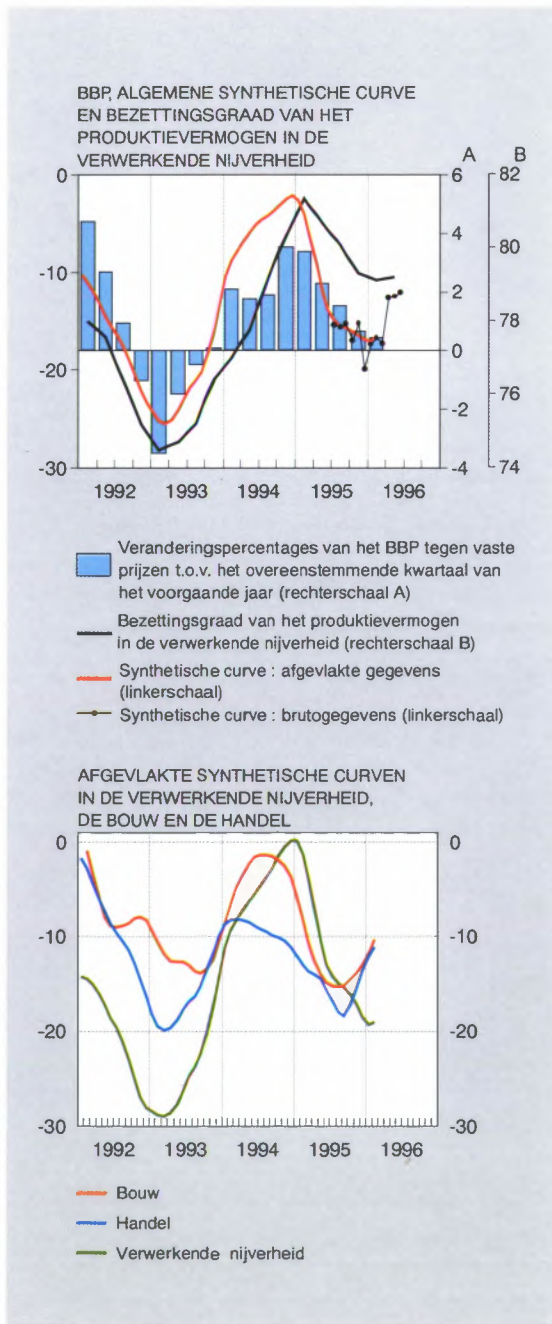 BBP, ALGEMENE SYNTHETISCHE CURVE
EN BEZETTINGSGRAAD VAN HET
PRODUKTIEVERMOGEN IN DE
VERWERKENDE NIJVERHEID
A B
0 6 82
4 80
-10
2
78
-20 0
76
-2
-30 -4 74
1992 1993 1994 1995 1996
Veranderingspercentages van het BBP tegen vaste
prijzen t.o.v. het overeenstemmende kwartaal van
het voorgaande jaar (rechterschaal A)
Bezettingsgraad van het produktievermogen
in de verwerkende nijverheid (rechterschaal B)
Synthetische curve : afgevlakte gegevens
(linkerschaal)
Synthetische curve : brutogegevens (linkerschaal)
AFGEVLAKTE SYNTHETISCHE CURVEN
IN DE VERWERKENDE NIJVERHEID,
DE BOUW EN DE HANDEL
0 0
-10 -10
-20 -20
-30 -30
1992 1993 1994 1995 1996
Bouw
Handel
Verwerkende nijverheid